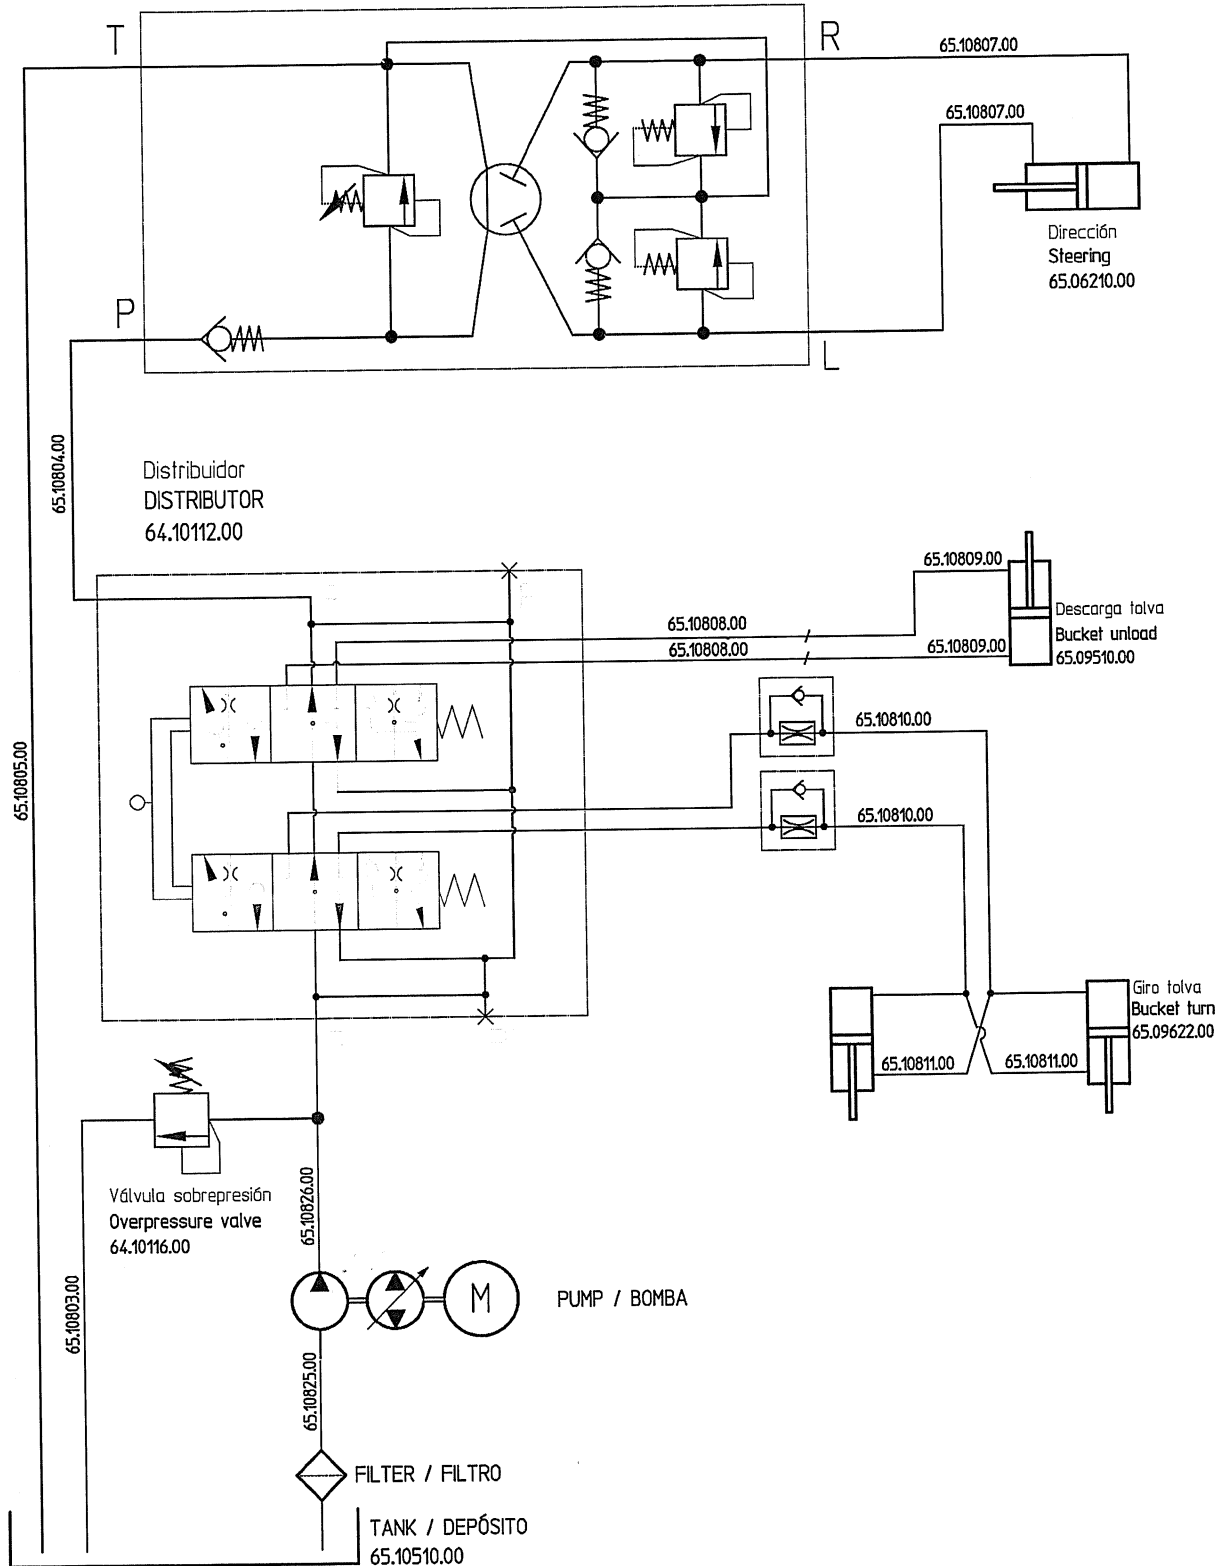 T
R
65.10807.00
65.10807.00
Dirección
Steering
65.06210.00
P
L
65.10804.00
Distribuidor
DISTRIBUTOR
64.10112.00
65.10809.00
65.10808.00
65.10808.00
65.10809.00
Descarga tolva
Bucket unload
65.09510.00
65.10810.00
65.10805.00
65.10810.00
Giro tolva
Bucket turn
65.09622.00
65.10811.00
65.10811.00
Válvula sobrepresión
Overpressure valve
64.10116.00
65.10826.00
65.10803.00
M
PUMP / BOMBA
65.10825.00
FILTER / FILTRO
TANK / DEPÓSITO
65.10510.00